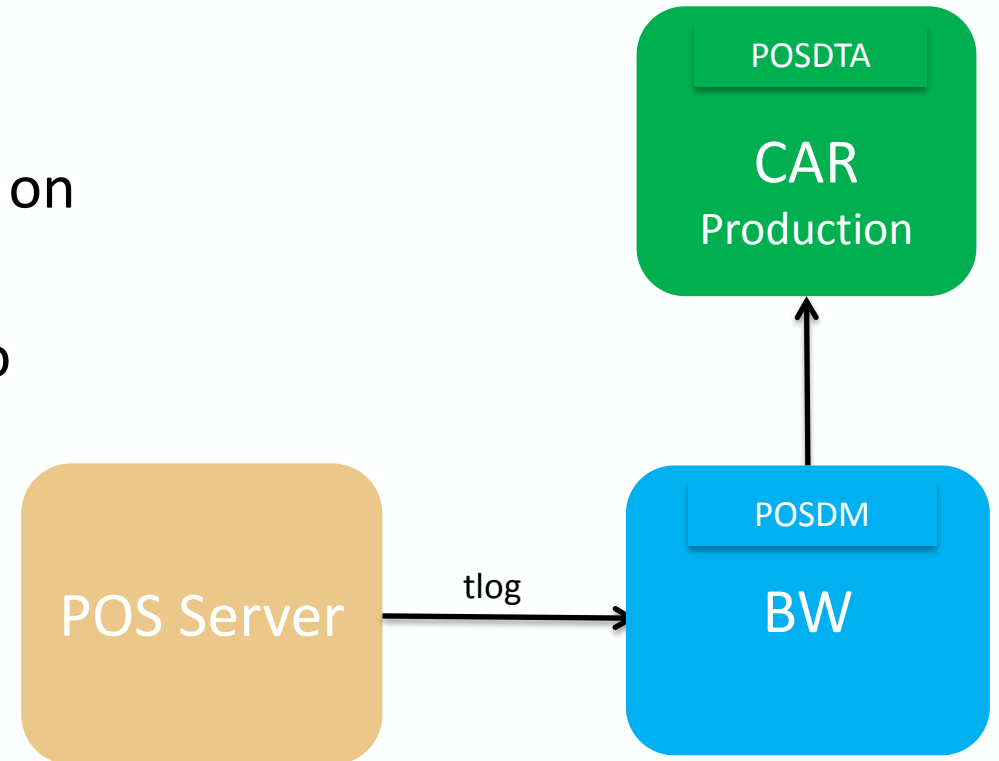 POSDTA
CAR
on
Production
POSDM
tlog
POS Server
BW